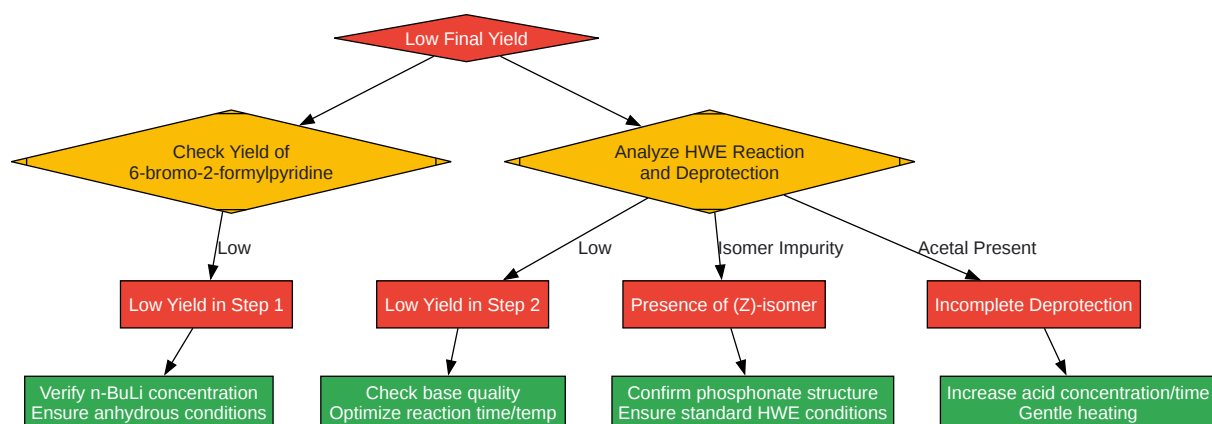 Low Final Yield
Check Yield of
6-bromo-2-formylpyridine
Analyze HWE Reaction
and Deprotection
Low
Low
Isomer Impurity
Acetal Present
Low Yield in Step 1
Low Yield in Step 2
Presence of (Z)-isomer
Incomplete Deprotection
Verify n-BuLi concentration
Ensure anhydrous conditions
Check base quality
Optimize reaction time/temp
Confirm phosphonate structure
Ensure standard HWE conditions
Increase acid concentration/time
Gentle heating